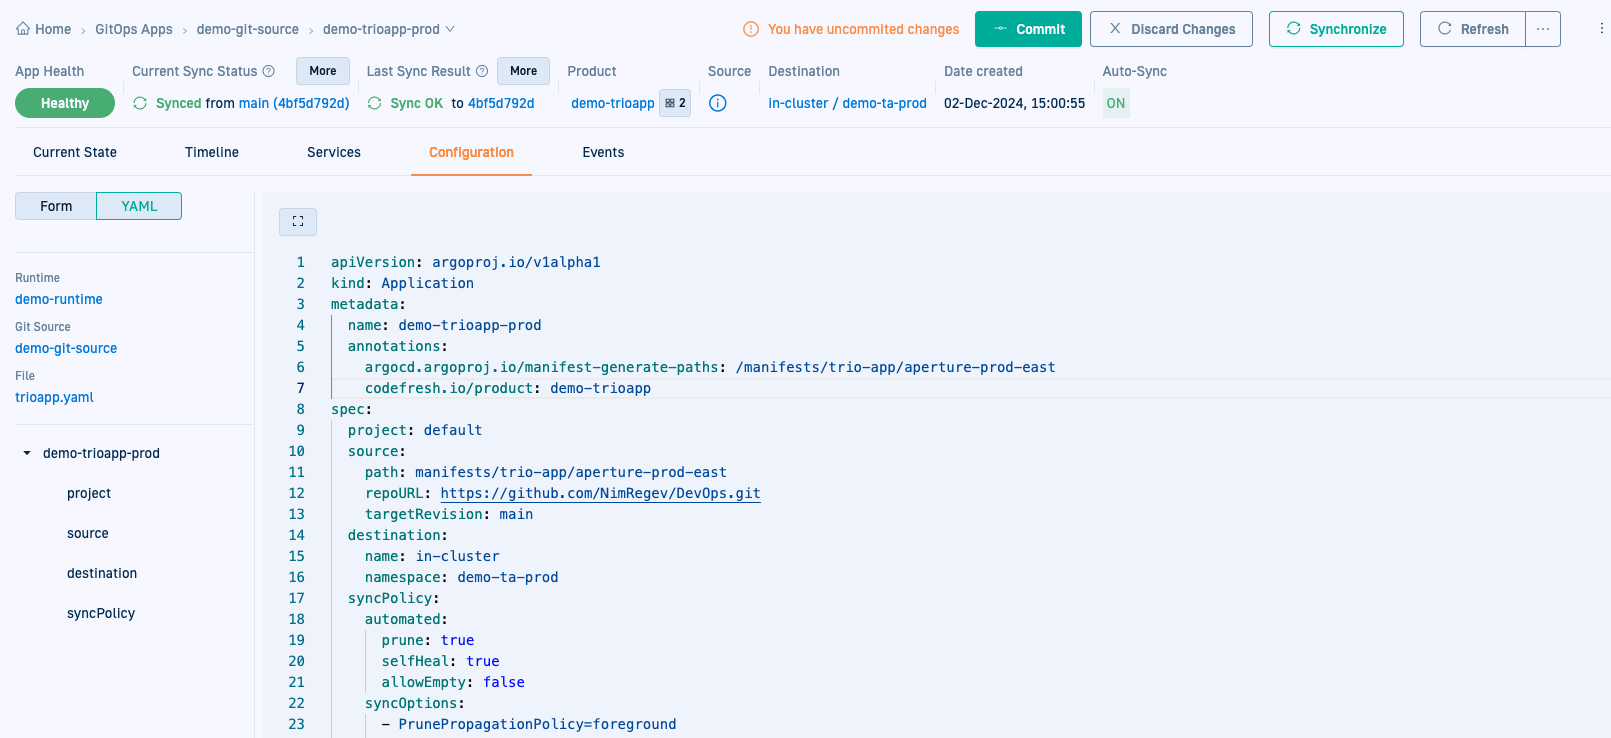 Home › GitOps Apps › demo-git-source › demo-trioapp-prod
You have uncommited changes
Commit
Discard Changes
Synchronize
Refresh
App Health
Current Sync Status
More
Last Sync Result
More
Product
Source
Destination
Date created
Auto-Sync
Healthy
Synced from main (4bf5d792d)
Sync OK to 4bf5d792d
demo-trioapp
2
in-cluster / demo-ta-prod
02-Dec-2024, 15:00:55
ON
Current State
Timeline
Services
Configuration
Events
Form
YAML
Runtime
demo-runtime
Git Source
demo-git-source
File
trioapp.yaml
demo-trioapp-prod
project
source
destination
syncPolicy
1 apiVersion: argoproj.io/v1alpha1
2 kind: Application
3 metadata:
4 name: demo-trioapp-prod
5 annotations:
6 argocd.argoproj.io/manifest-generate-paths: /manifests/trio-app/aperture-prod-east
7 codefresh.io/product: demo-trioapp
8 spec:
9 project: default
10 source:
11 path: manifests/trio-app/aperture-prod-east
12 repoURL: https://github.com/NimRegev/DevOps.git
13 targetRevision: main
14 destination:
15 name: in-cluster
16 namespace: demo-ta-prod
17 syncPolicy:
18 automated:
19 prune: true
20 selfHeal: true
21 allowEmpty: false
22 syncOptions:
23 - PrunePropagationPolicy=foreground